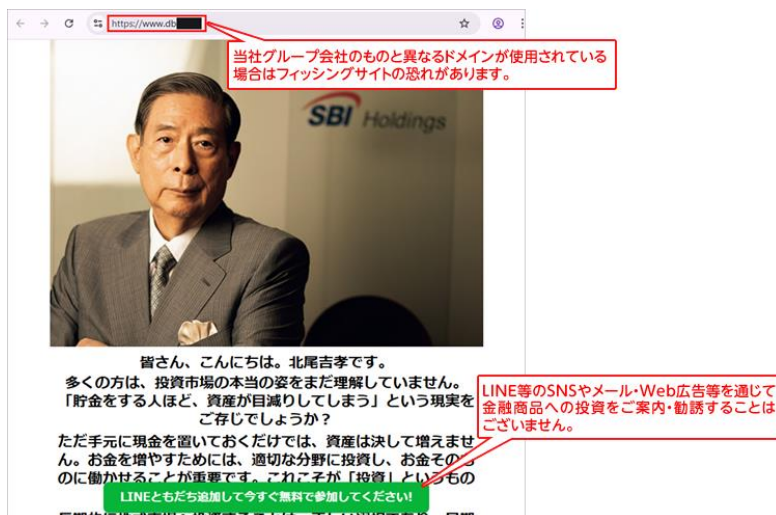 https://www.db
当社グループ会社のものと異なるドメインが使用されている
場合はフィッシングサイトの恐れがあります。
SBI Holdings
皆さん、こんにちは。北尾吉孝です。
多くの方は、投資市場の本当の姿をまだ理解していません。
「貯金をする人ほど、資産が目減りしてしまう」という現実を
ご存じでしょうか？
LINE等のSNSやメール・Web広告等を通じて
金融商品への投資をご案内・勧誘することは
ございません。
ただ手元に現金を置いておくだけでは、資産は決して増えませ
ん。お金を増やすためには、適切な分野に投資し、お金その
のに働かせることが重要です。これこそが「投資」というもの
LINEともだち追加して今すぐ無料で参加してください!